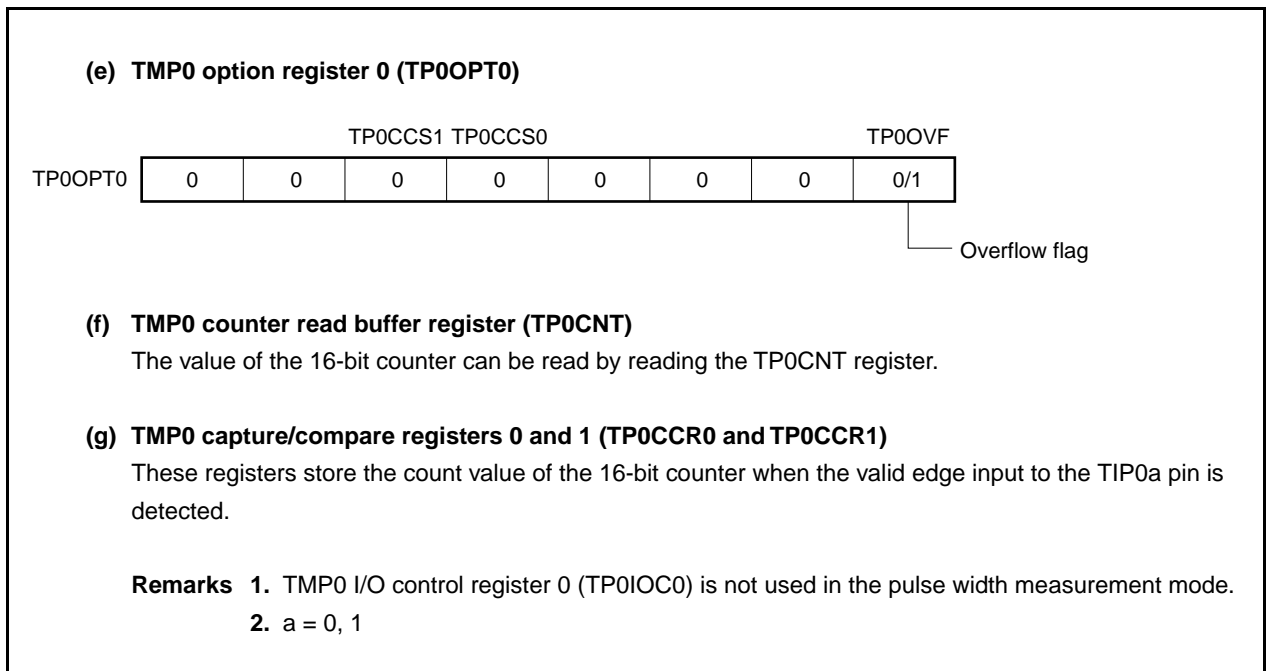 (e) TMP0 option register 0 (TP0OPT0)
TP0CCS1 TP0CCS0 TP0OVF
TP0OPT0 0 0 0 0 0 0 0 0/1
Overflow flag
(f) TMP0 counter read buffer register (TP0CNT)
The value of the 16-bit counter can be read by reading the TP0CNT register.
(g) TMP0 capture/compare registers 0 and 1 (TP0CCR0 and TP0CCR1)
These registers store the count value of the 16-bit counter when the valid edge input to the TIP0a pin is
detected.
Remarks 1. TMP0 I/O control register 0 (TP0IOC0) is not used in the pulse width measurement mode.
2. a = 0, 1